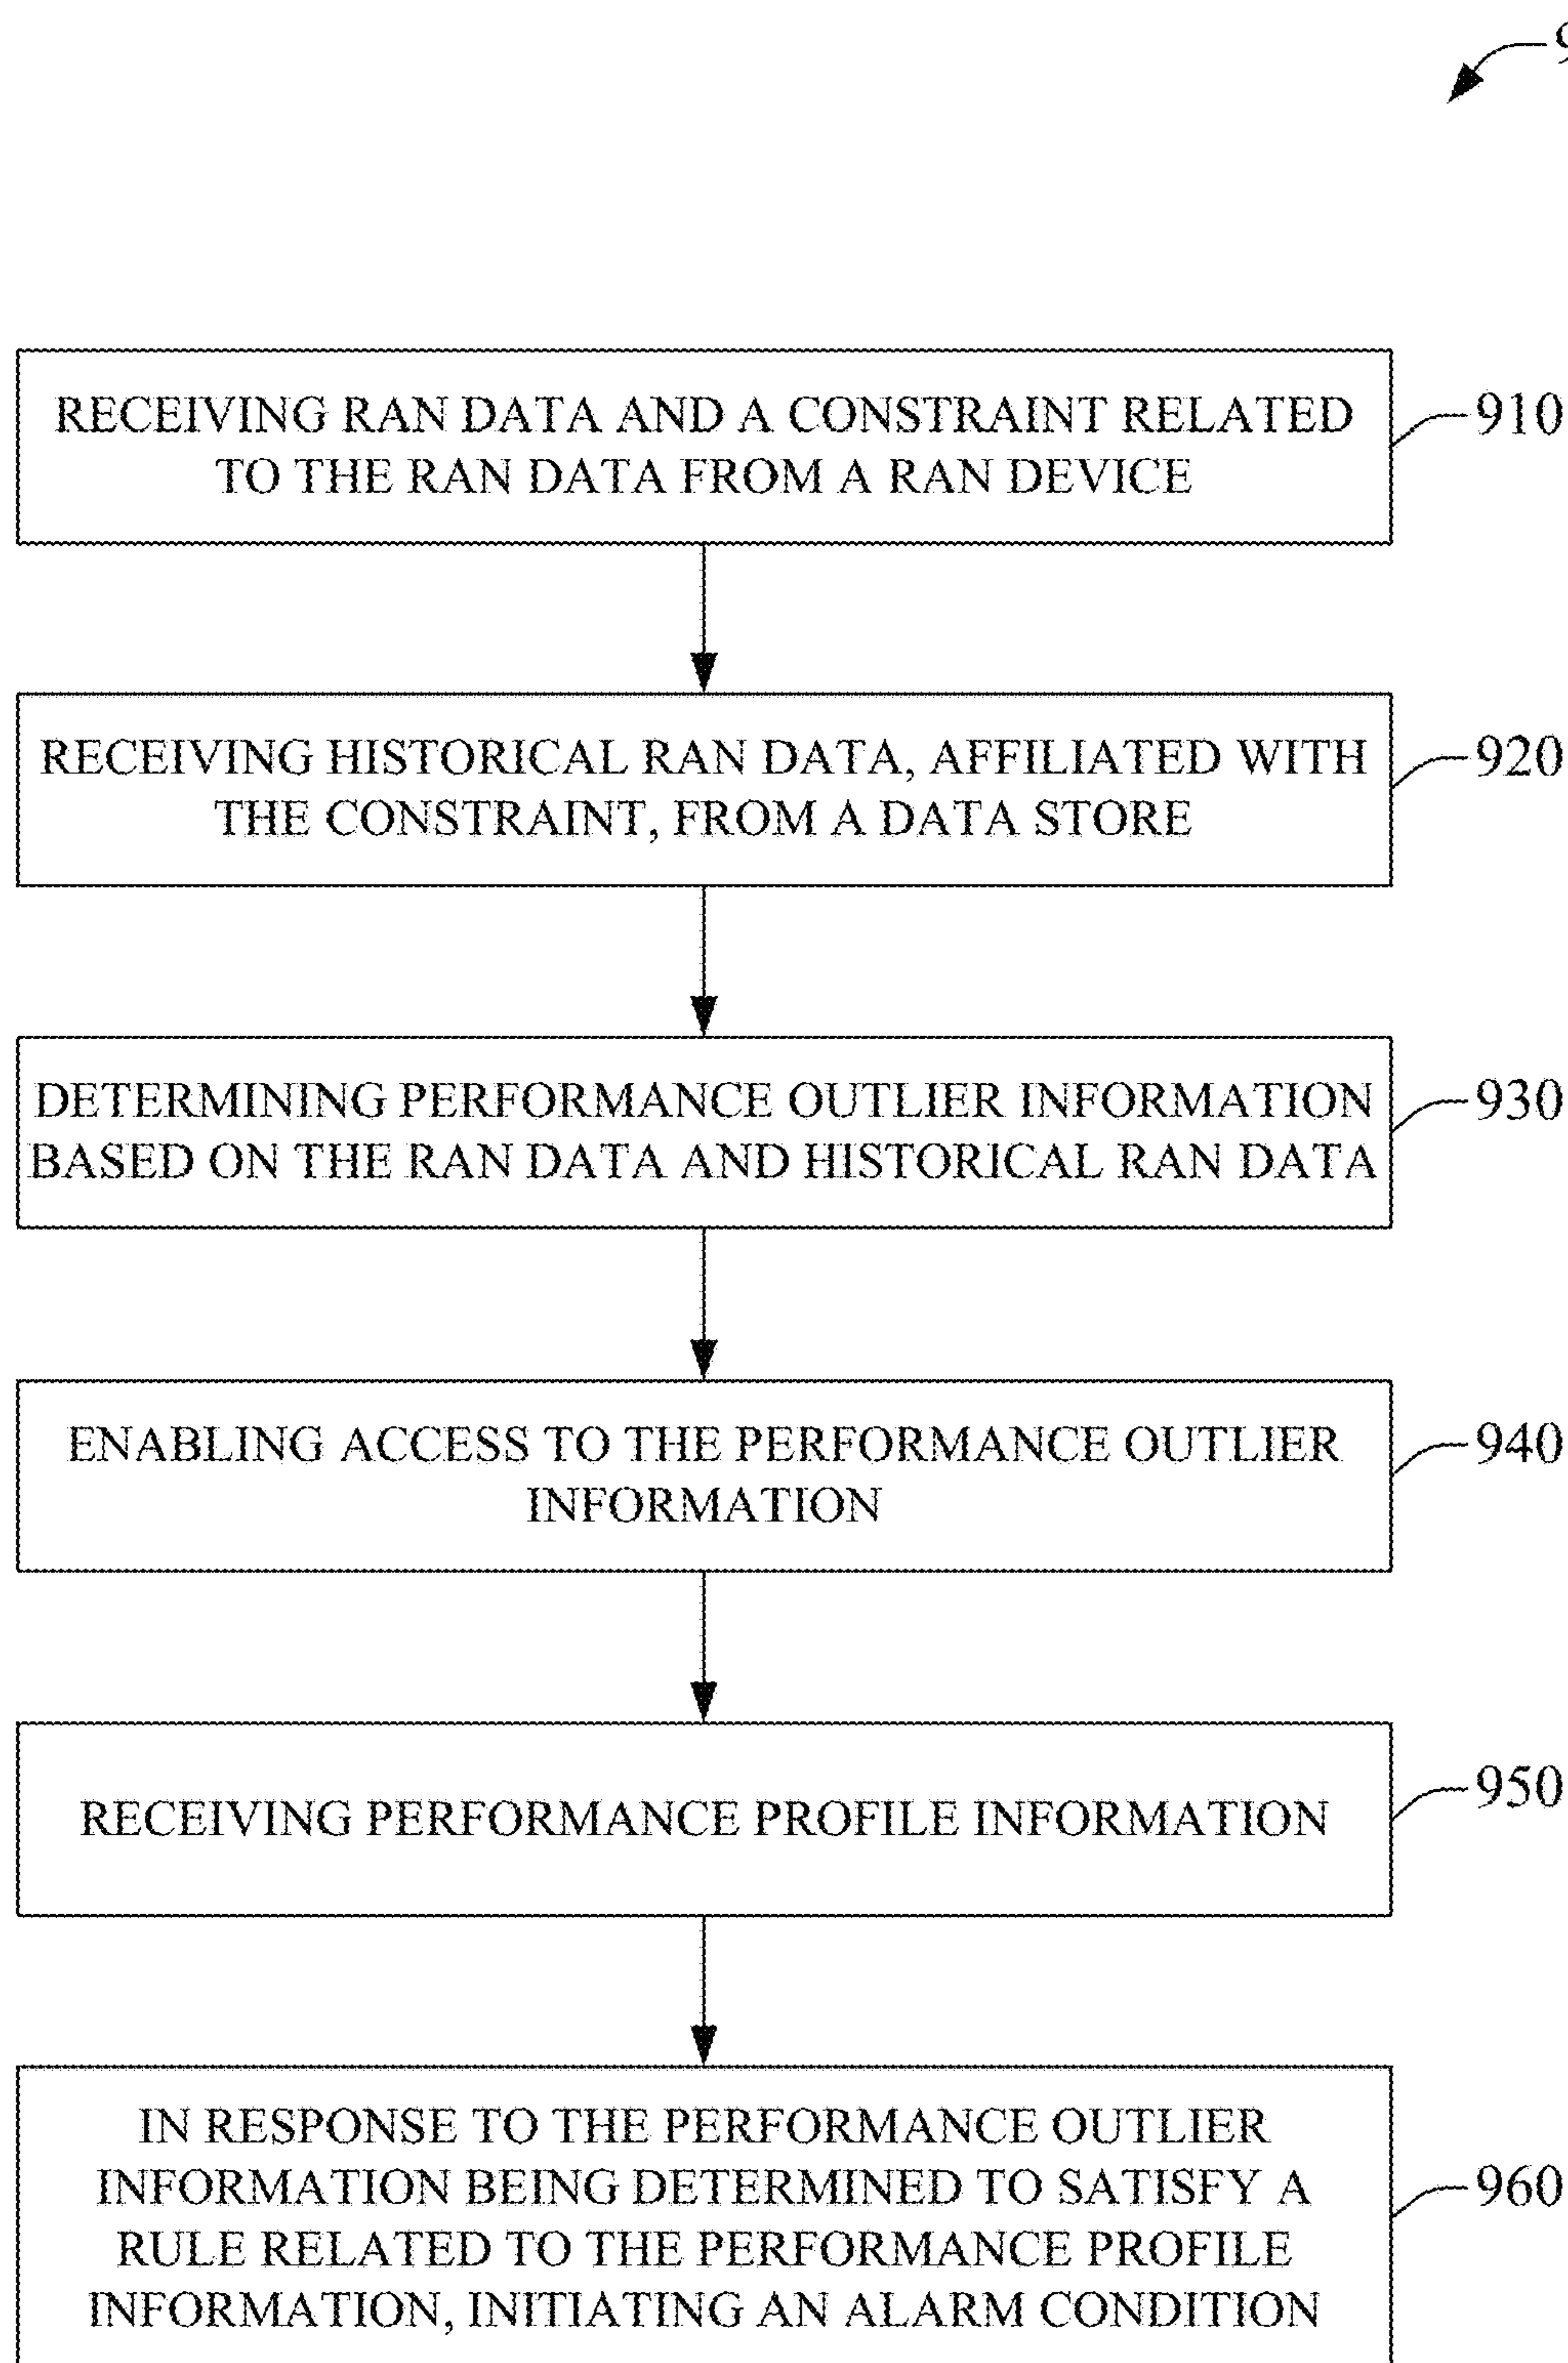 RECEIVING RAN DATA AND A CONSTRAINT RELATED
TO THE RAN DATA FROM A RAN DEVICE
910
RECEIVING HISTORICAL RAN DATA, AFFILIATED WITH
THE CONSTRAINT, FROM A DATA STORE
920
DETERMINING PERFORMANCE OUTLIER INFORMATION
BASED ON THE RAN DATA AND HISTORICAL RAN DATA
930
ENABLING ACCESS TO THE PERFORMANCE OUTLIER
INFORMATION
940
RECEIVING PERFORMANCE PROFILE INFORMATION
950
IN RESPONSE TO THE PERFORMANCE OUTLIER
INFORMATION BEING DETERMINED TO SATISFY A
RULE RELATED TO THE PERFORMANCE PROFILE
INFORMATION, INITIATING AN ALARM CONDITION
960